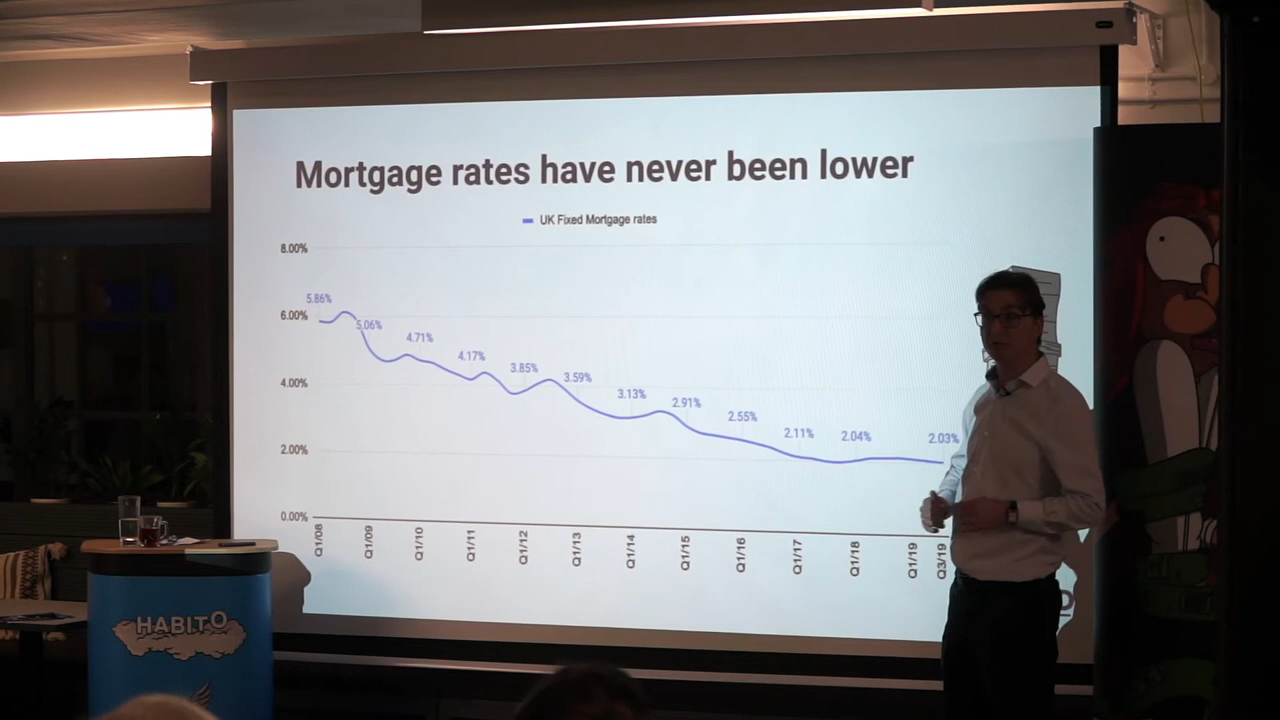 Mortgage rates have never been lower
UK Fixed Mortgage rates
8.00%
6.00%
4.00%
2.00%
0.00%
5.86%
5.06%
4.71%
4.17%
3.85%
3.59%
3.13%
2.91%
2.55%
2.11%
2.04%
2.03%
Q1/08
Q1/09
Q1/10
Q1/11
Q1/12
Q1/13
Q1/14
Q1/15
Q1/16
Q1/17
Q1/18
Q1/19
Q3/19
HABITO